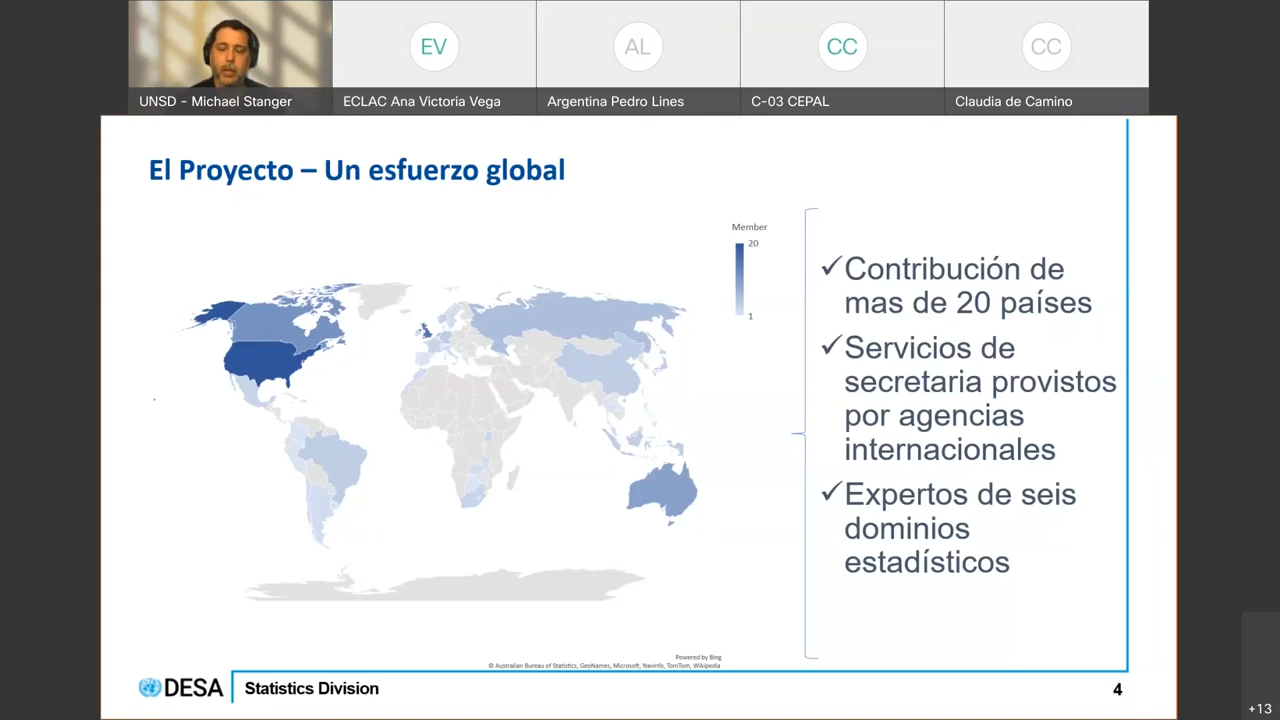 EV
AL
CC
CC
UNSD - Michael Stanger
ECLAC Ana Victoria Vega
Argentina Pedro Lines
C-03 CEPAL
Claudia de Camino
El Proyecto – Un esfuerzo global
Member
20
1
✓Contribución de
mas de 20 países
✓Servicios de
secretaria provistos
por agencias
internacionales
✓Expertos de seis
dominios
estadísticos
Powered by Bing
© Australian Bureau of Statistics, GeoNames, Microsoft, Navinfo, TomTom, Wikipedia
DESA
Statistics Division
4
+13